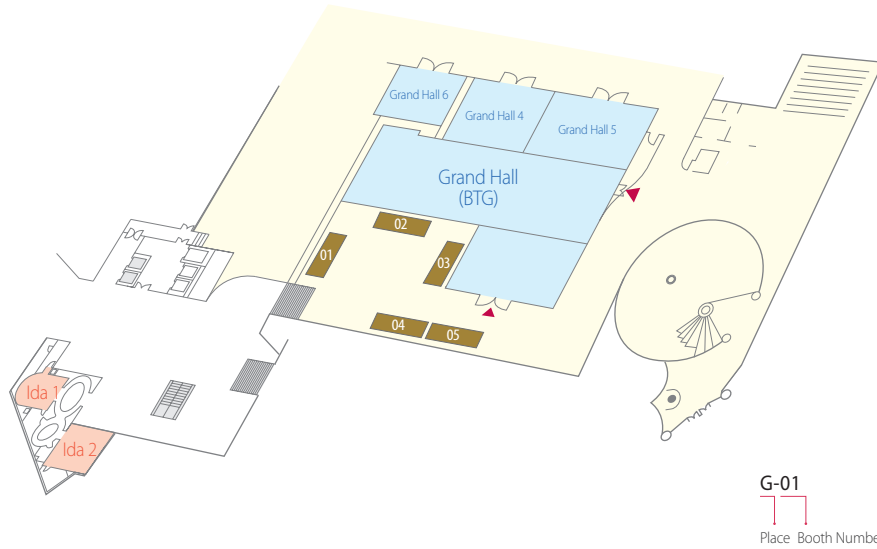 Grand Hall 6
Grand Hall 4
Grand Hall 5
Grand Hall
(BTG)
02
01
03
04
05
Ida 1
Ida 2
G-01
Place Booth Numbe